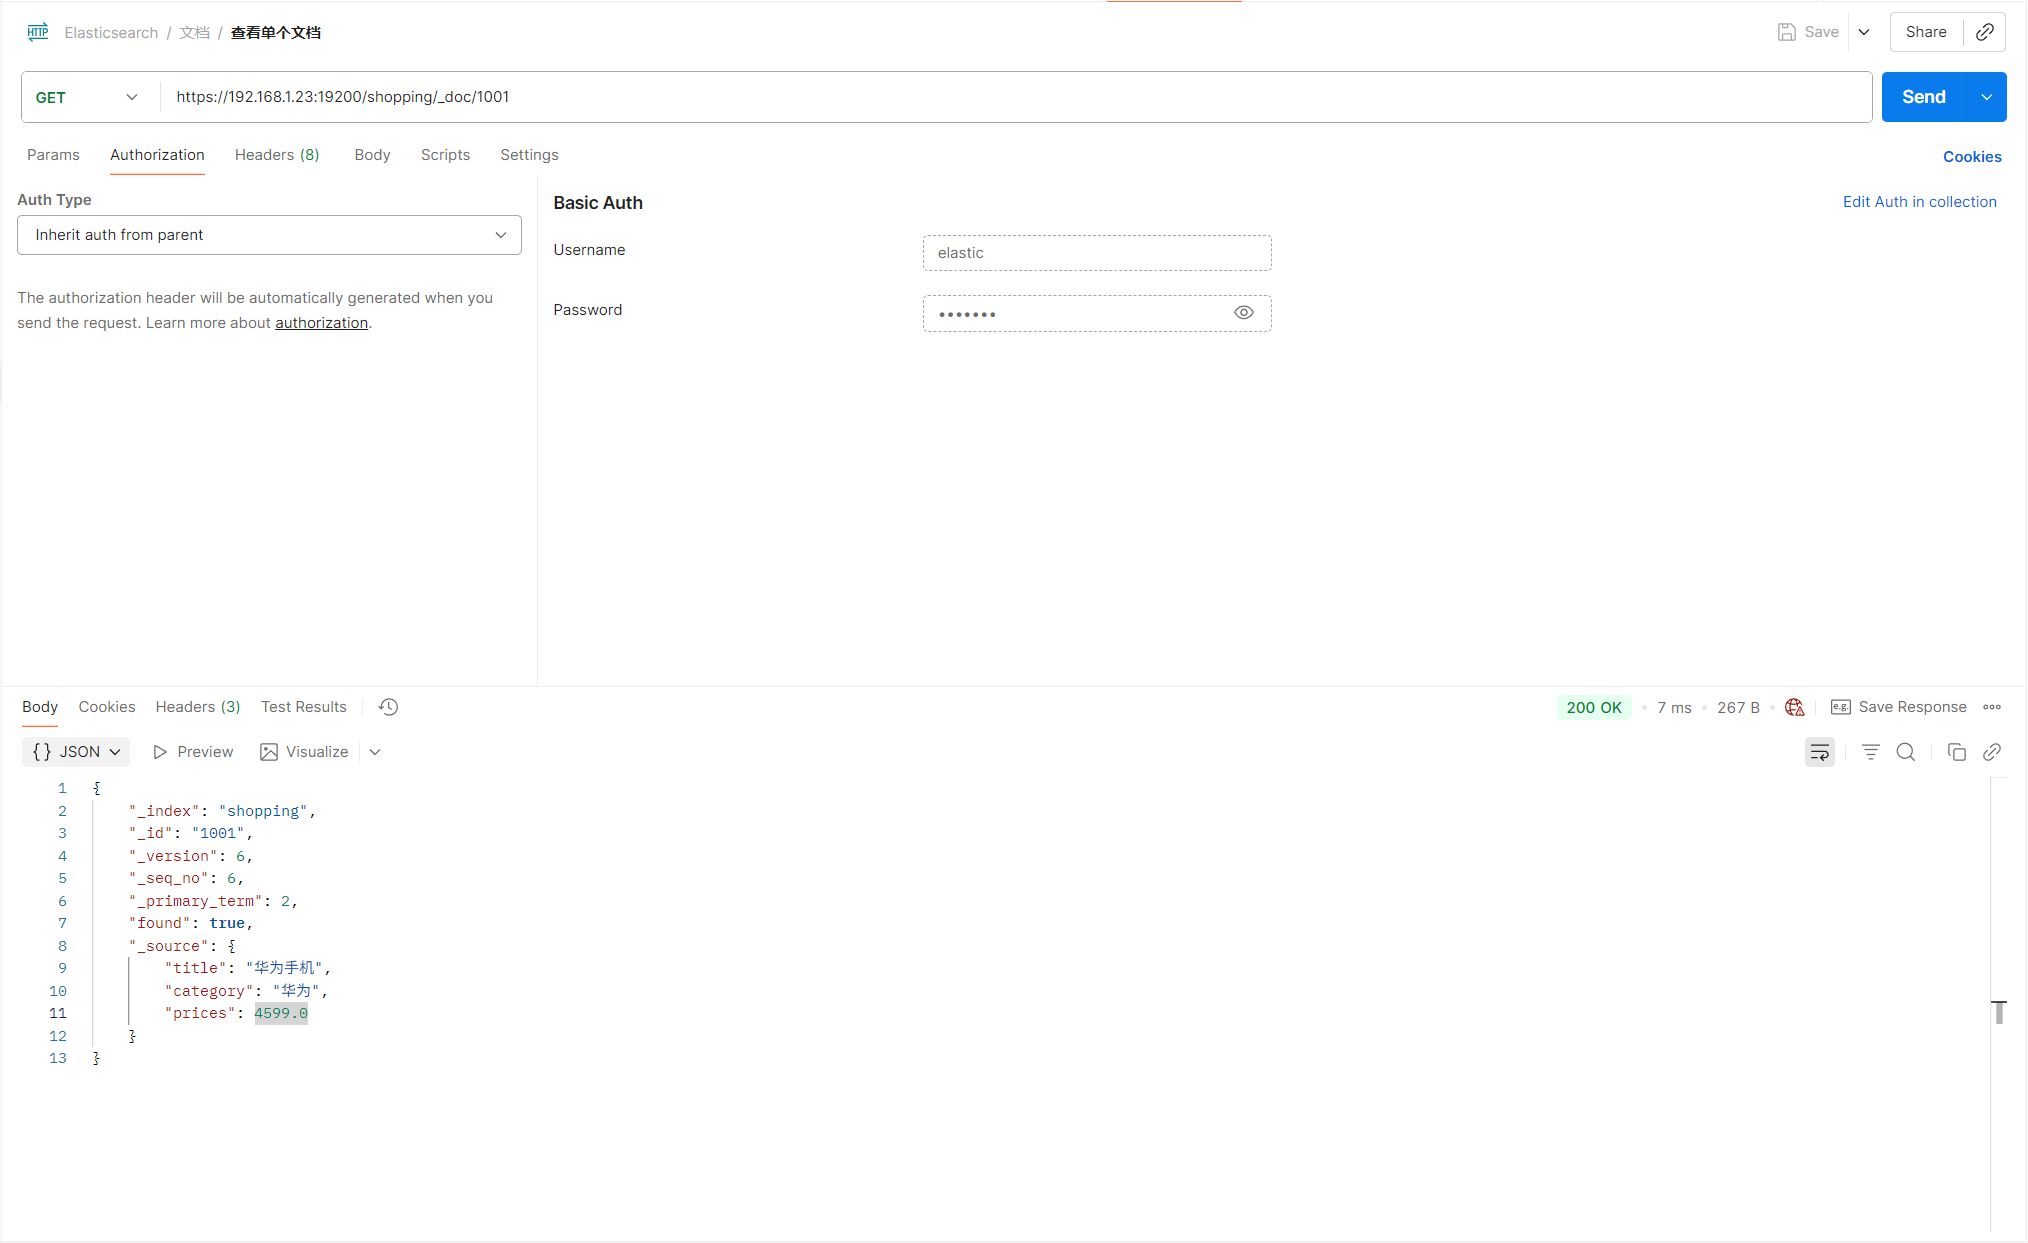 HTTP Elasticsearch / 文档 / 查看单个文档 Save Share
GET https://192.168.1.23:19200/shopping/_doc/1001 Send
Params Authorization Headers (8) Body Scripts Settings Cookies
Auth Type
Inherit auth from parent
The authorization header will be automatically generated when you
send the request. Learn more about authorization.
Basic Auth Edit Auth in collection
Username elastic
Password •••••••
Body Cookies Headers (3) Test Results 200 OK • 7 ms • 267 B • e.g. Save Response
{} JSON Preview Visualize
1 {
2 "_index": "shopping",
3 "_id": "1001",
4 "_version": 6,
5 "_seq_no": 6,
6 "_primary_term": 2,
7 "found": true,
8 "_source": {
9 "title": "华为手机",
10 "category": "华为",
11 "prices": 4599.0
12 }
13 }